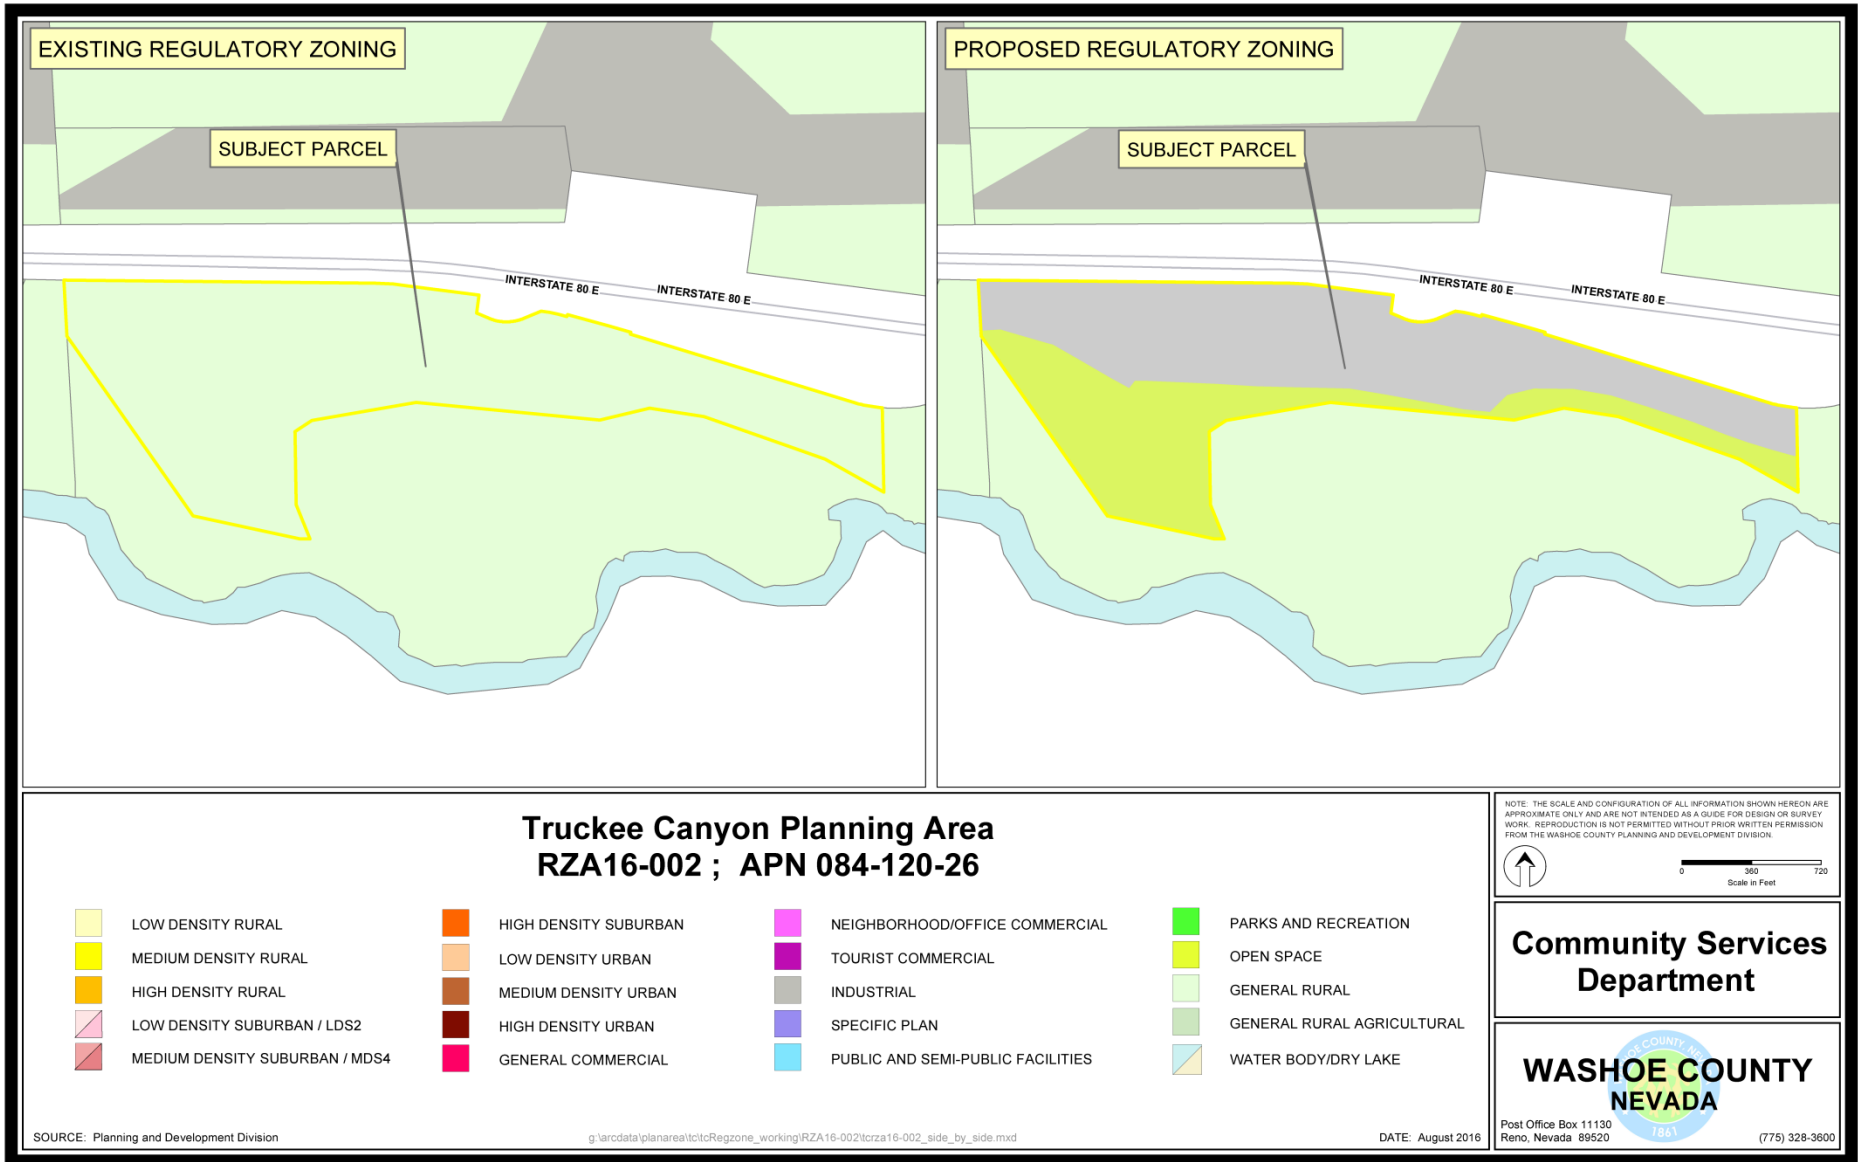 EXISTING REGULATORY ZONING
SUBJECT PARCEL
INTERSTATE 80 E
INTERSTATE 80 E
PROPOSED REGULATORY ZONING
SUBJECT PARCEL
INTERSTATE 80 E
INTERSTATE 80 E
Truckee Canyon Planning Area
RZA16-002 ; APN 084-120-26
LOW DENSITY RURAL
MEDIUM DENSITY RURAL
HIGH DENSITY RURAL
LOW DENSITY SUBURBAN / LDS2
MEDIUM DENSITY SUBURBAN / MDS4
HIGH DENSITY SUBURBAN
LOW DENSITY URBAN
MEDIUM DENSITY URBAN
HIGH DENSITY URBAN
GENERAL COMMERCIAL
NEIGHBORHOOD/OFFICE COMMERCIAL
TOURIST COMMERCIAL
INDUSTRIAL
SPECIFIC PLAN
PUBLIC AND SEMI-PUBLIC FACILITIES
PARKS AND RECREATION
OPEN SPACE
GENERAL RURAL
GENERAL RURAL AGRICULTURAL
WATER BODY/DRY LAKE
SOURCE: Planning and Development Division
g:\arcdata\planarea\tc\tcRegzone_working\RZA16-002\tcrza16-002_side_by_side.mxd
DATE: August 2016
NOTE: THE SCALE AND CONFIGURATION OF ALL INFORMATION SHOWN HEREON ARE
APPROXIMATE ONLY AND ARE NOT INTENDED AS A GUIDE FOR DESIGN OR SURVEY
WORK. REPRODUCTION IS NOT PERMITTED WITHOUT PRIOR WRITTEN PERMISSION
FROM THE WASHOE COUNTY PLANNING AND DEVELOPMENT DIVISION.
0 360 720
Scale in Feet
Community Services
Department
WASHOE COUNTY
NEVADA
1861
Post Office Box 11130
Reno, Nevada 89520
(775) 328-3600